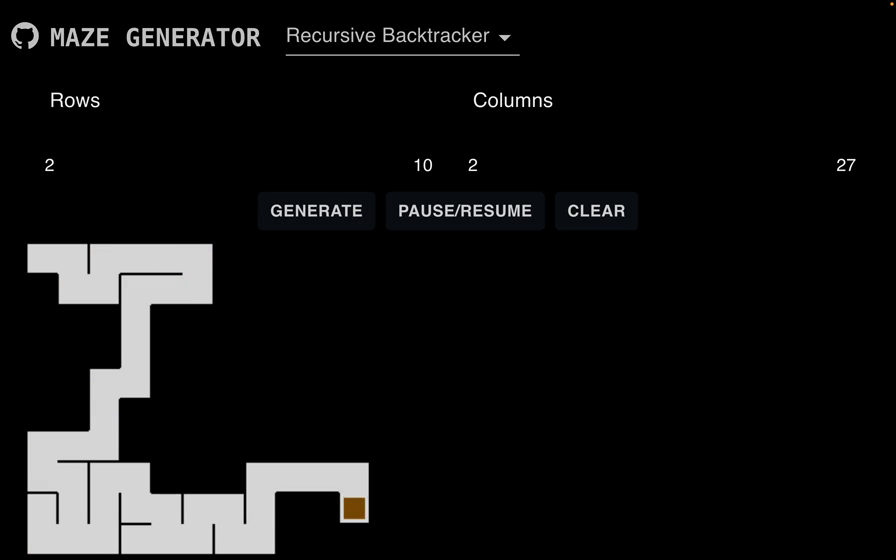 MAZE GENERATOR Recursive Backtracker
Rows Columns
2 10 2 27
GENERATE PAUSE/RESUME CLEAR